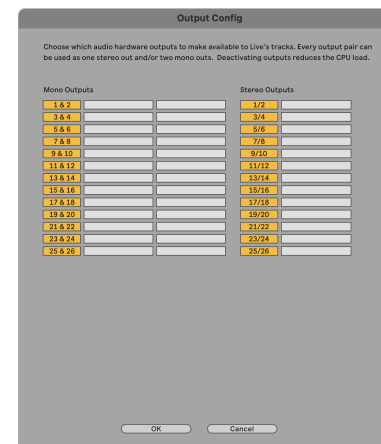 Output Config
Choose which audio hardware outputs to make available to Live's tracks. Every output pair can
be used as one stereo out and/or two mono outs. Deactivating outputs reduces the CPU load.
Mono Outputs Stereo Outputs
1 & 2 1/2
3 & 4 3/4
5 & 6 5/6
7 & 8 7/8
9 & 10 9/10
11 & 12 11/12
13 & 14 13/14
15 & 16 15/16
17 & 18 17/18
19 & 20 19/20
21 & 22 21/22
23 & 24 23/24
25 & 26 25/26
OK Cancel